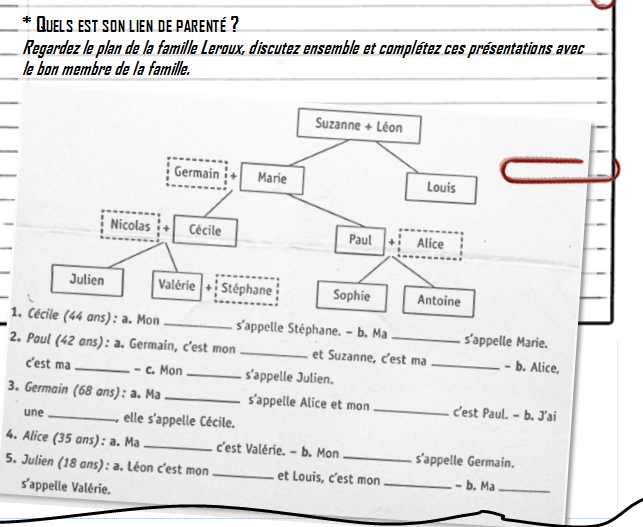 * QUELS EST SON LIEN DE PARENTÉ ?
Regardez le plan de la famille Leroux, discutez ensemble et complétez ces présentations avec
le bon membre de la famille.
Suzanne + Léon
Germain + Marie
Louis
Nicolas + Cécile
Paul + Alice
Julien
Valérie + Stéphane
Sophie
Antoine
1. Cécile (44 ans) : a. Mon __________ s'appelle Stéphane. – b. Ma __________ s'appelle Marie.
2. Paul (42 ans) : a. Germain, c'est mon __________ et Suzanne, c'est ma __________ – b. Alice,
c'est ma __________ – c. Mon __________ s'appelle Julien.
3. Germain (68 ans) : a. Ma __________ s'appelle Alice et mon __________ c'est Paul. – b. J'ai
une __________, elle s'appelle Cécile.
4. Alice (35 ans) : a. Ma __________ c'est Valérie. – b. Mon __________ s'appelle Germain.
5. Julien (18 ans) : a. Léon c'est mon __________ et Louis, c'est mon __________ – b. Ma __________
s'appelle Valérie.